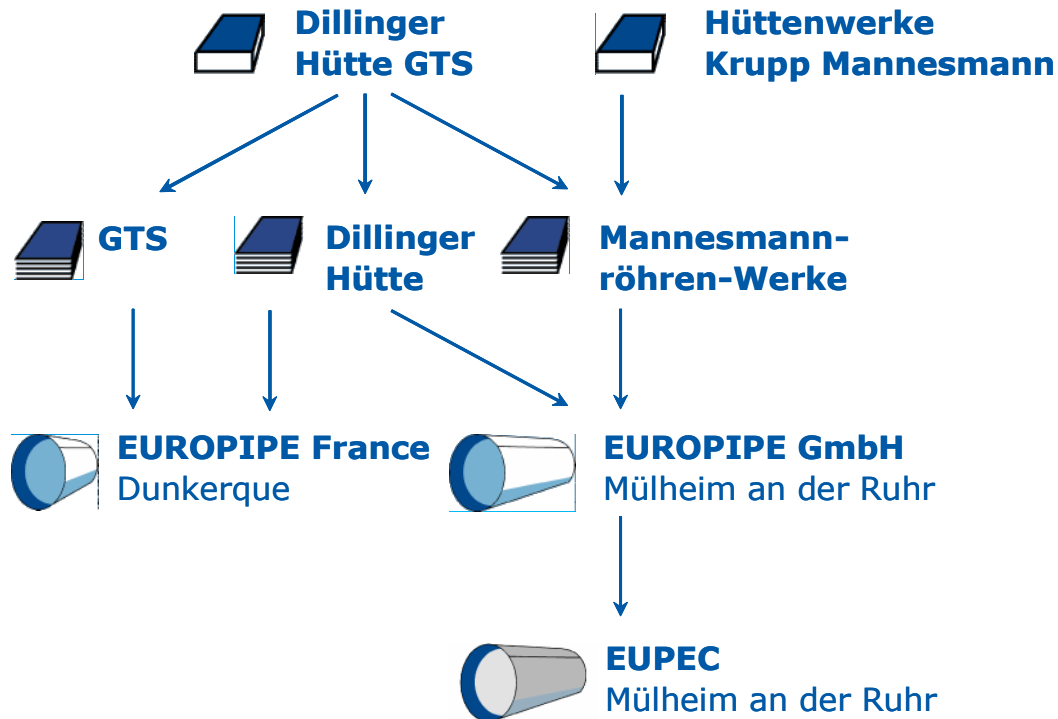 Dillinger
Hütte GTS
Hüttenwerke
Krupp Mannesmann
GTS
Dillinger
Hütte
Mannesmann-
röhren-Werke
EUROPIPE France
Dunkerque
EUROPIPE GmbH
Mülheim an der Ruhr
EUPEC
Mülheim an der Ruhr